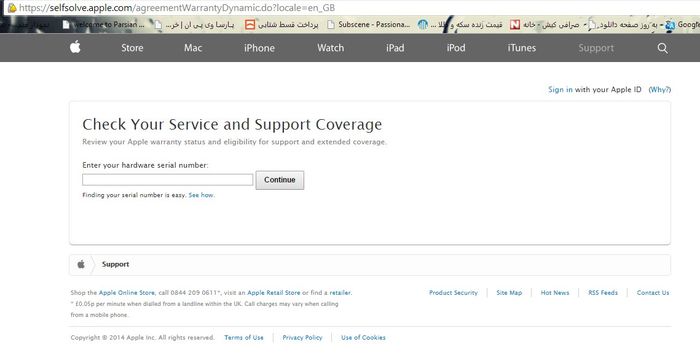 https://selfsolve.apple.com/agreementWarrantyDynamic.do?locale=en_GB
Welcome to Parsian ... پارسا وی پی ان | خر... پرداخت قسط شتابی Subscene - Passiona... صرافی کیش - خانه قیمت زنده سکه و طلا ... به روز صفحه دانلود Google
Store Mac iPhone Watch iPad iPod iTunes Support
Sign in with your Apple ID (Why?)
Check Your Service and Support Coverage
Review your Apple warranty status and eligibility for support and extended coverage.
Enter your hardware serial number:
Continue
Finding your serial number is easy. See how.
Support
Shop the Apple Online Store, call 0844 209 0611*, visit an Apple Retail Store or find a retailer.
Product Security Site Map Hot News RSS Feeds Contact Us
* £0.05p per minute when dialled from a landline within the UK. Call charges may vary when calling
from a mobile phone.
Copyright © 2014 Apple Inc. All rights reserved. Terms of Use Privacy Policy Use of Cookies